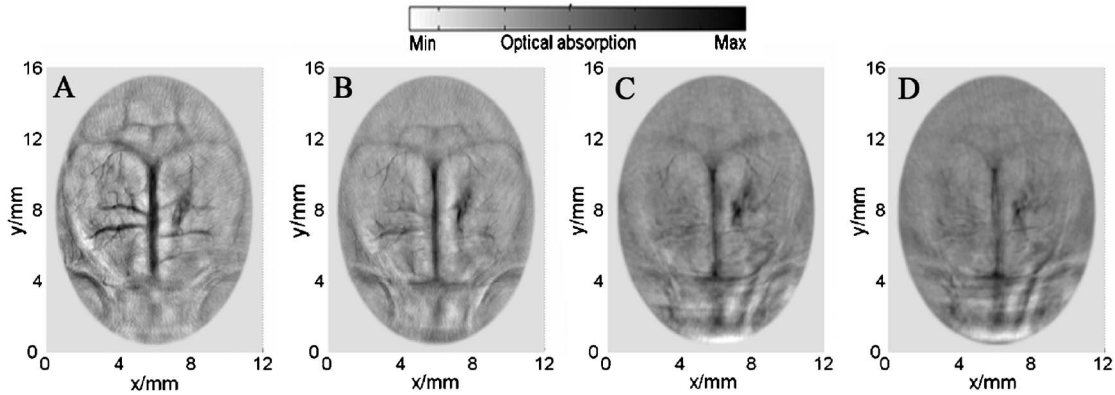 Min Optical absorption Max
A B C D
16 16 16 16
12 12 12 12
y/mm y/mm y/mm y/mm
8 8 8 8
4 4 4 4
0 0 0 0
0 4 8 12 0 4 8 12 0 4 8 12 0 4 8 12
x/mm x/mm x/mm x/mm